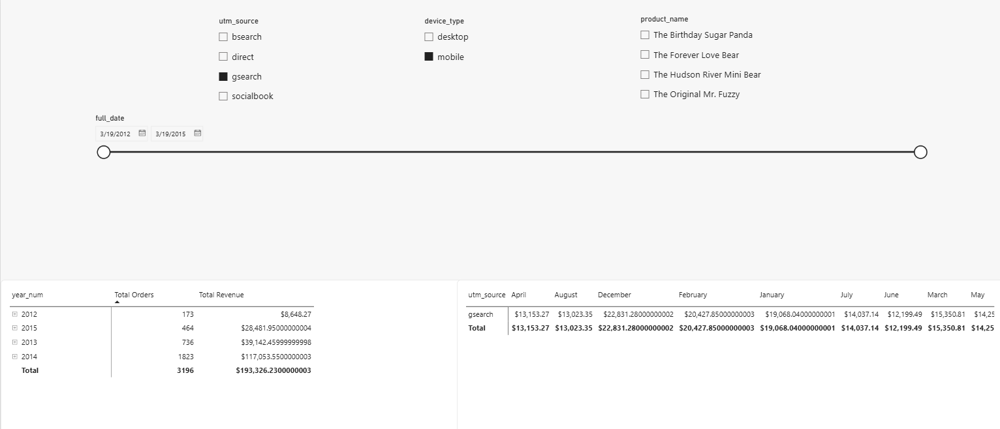 utm_source
bsearch
direct
gsearch
socialbook
device_type
desktop
mobile
product_name
The Birthday Sugar Panda
The Forever Love Bear
The Hudson River Mini Bear
The Original Mr. Fuzzy
full_date
3/19/2012 3/19/2015
year_num Total Orders Total Revenue
2012 173 $8,648.27
2015 464 $28,481.95000000004
2013 736 $39,142.45999999998
2014 1823 $117,053.5500000003
Total 3196 $193,326.2300000003
utm_source April August December February January July June March May
gsearch $13,153.27 $13,023.35 $22,831.28000000002 $20,427.85000000003 $19,068.04000000001 $14,037.14 $12,199.49 $15,350.81 $14,25
Total $13,153.27 $13,023.35 $22,831.28000000002 $20,427.85000000003 $19,068.04000000001 $14,037.14 $12,199.49 $15,350.81 $14,25